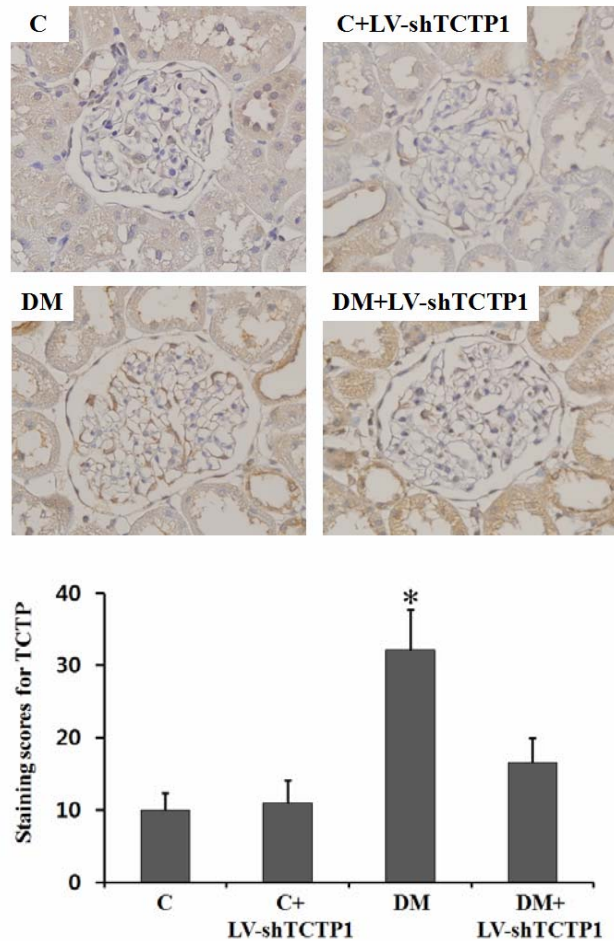 C
C+LV-shTCTP1
DM
DM+LV-shTCTP1
Staining scores for TCTP
40
30
20
10
0
*
C
C+
LV-shTCTP1
DM
DM+
LV-shTCTP1